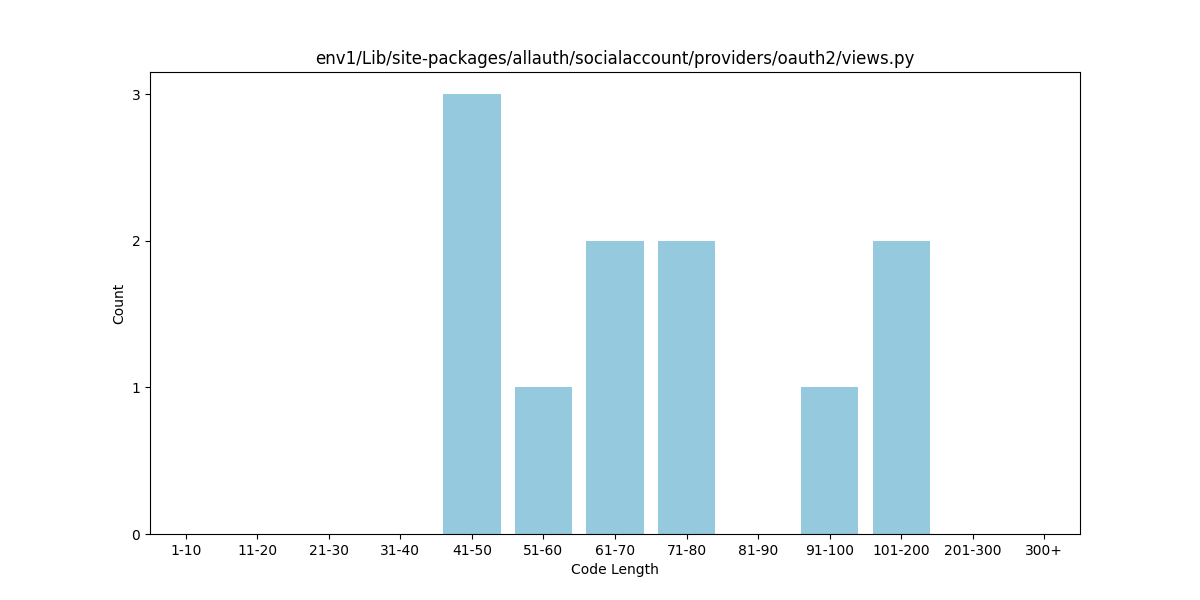 env1/Lib/site-packages/allauth/socialaccount/providers/oauth2/views.py
3
2
1
0
Count
1-10 11-20 21-30 31-40 41-50 51-60 61-70 71-80 81-90 91-100 101-200 201-300 300+
Code Length